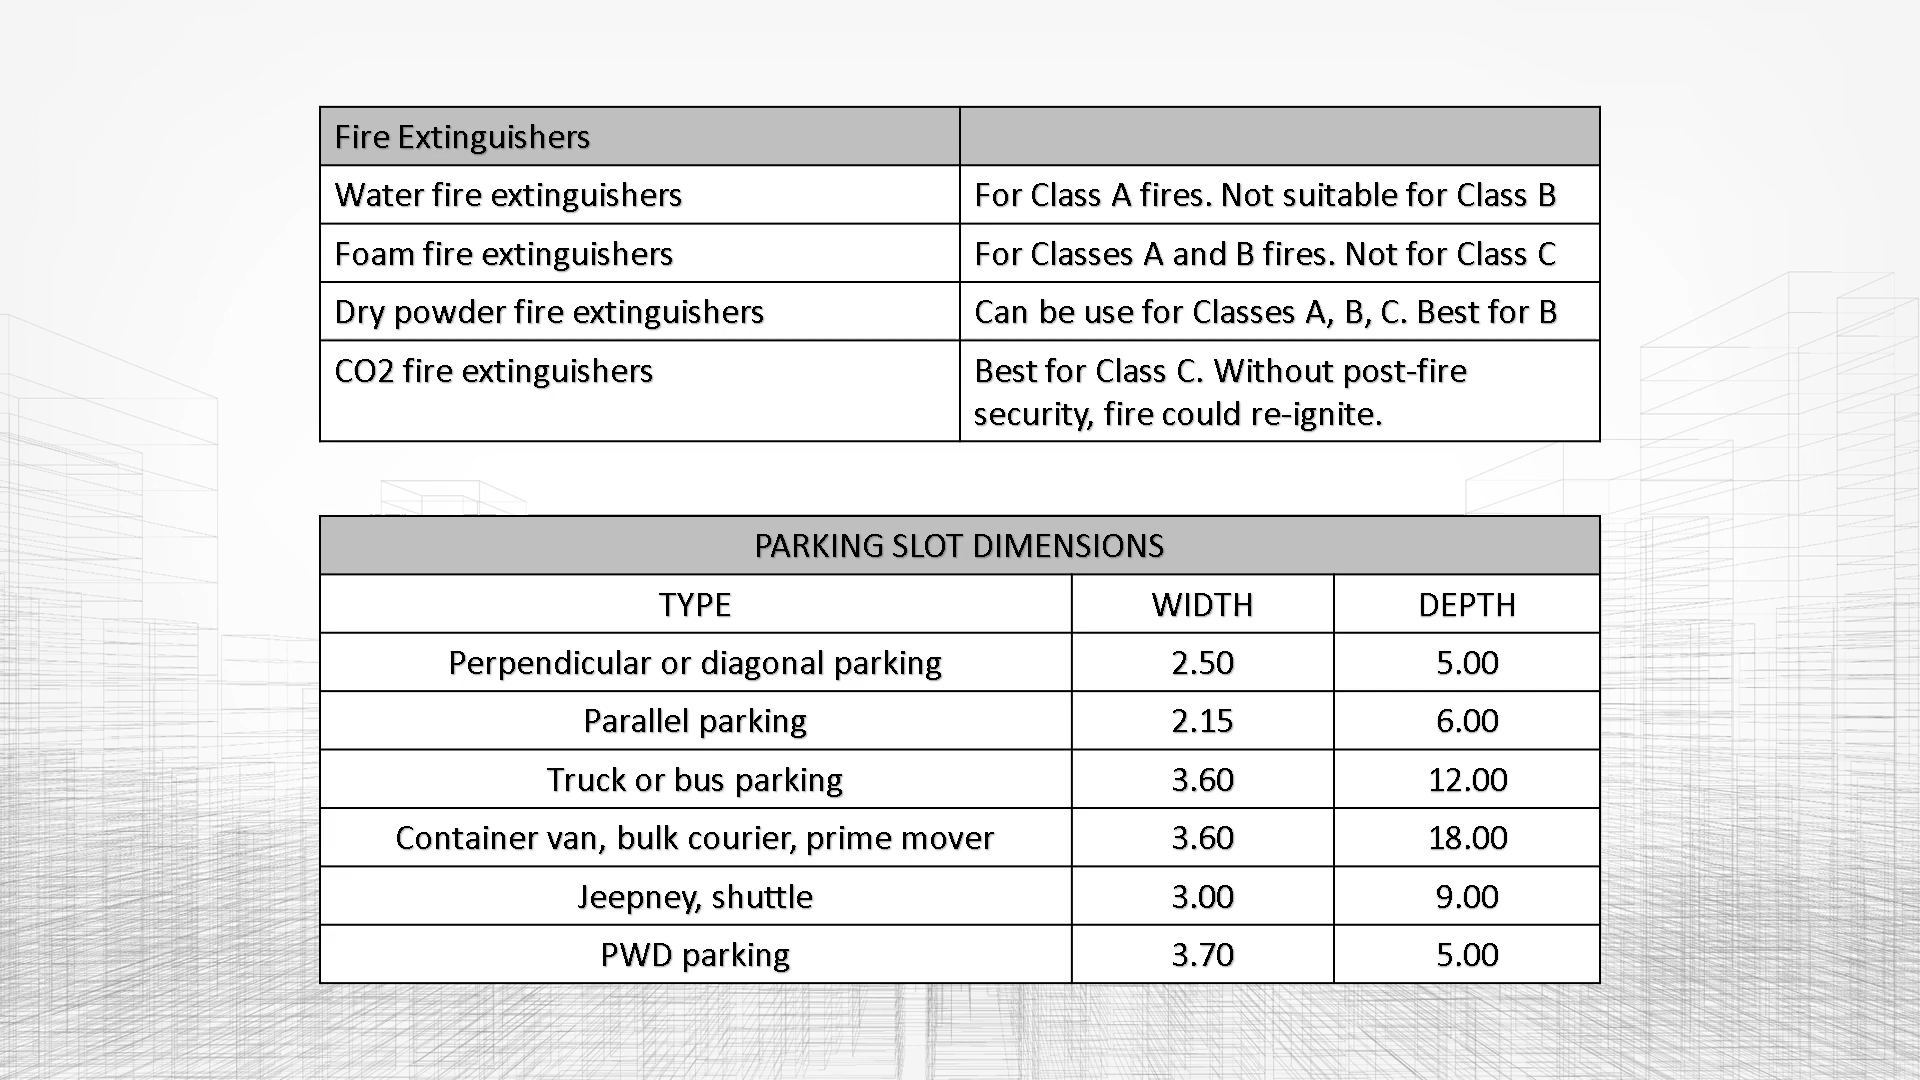 Fire Extinguishers
Water fire extinguishers For Class A fires. Not suitable for Class B
Foam fire extinguishers For Classes A and B fires. Not for Class C
Dry powder fire extinguishers Can be use for Classes A, B, C. Best for B
CO2 fire extinguishers Best for Class C. Without post-fire
security, fire could re-ignite.
PARKING SLOT DIMENSIONS
TYPE WIDTH DEPTH
Perpendicular or diagonal parking 2.50 5.00
Parallel parking 2.15 6.00
Truck or bus parking 3.60 12.00
Container van, bulk courier, prime mover 3.60 18.00
Jeepney, shuttle 3.00 9.00
PWD parking 3.70 5.00